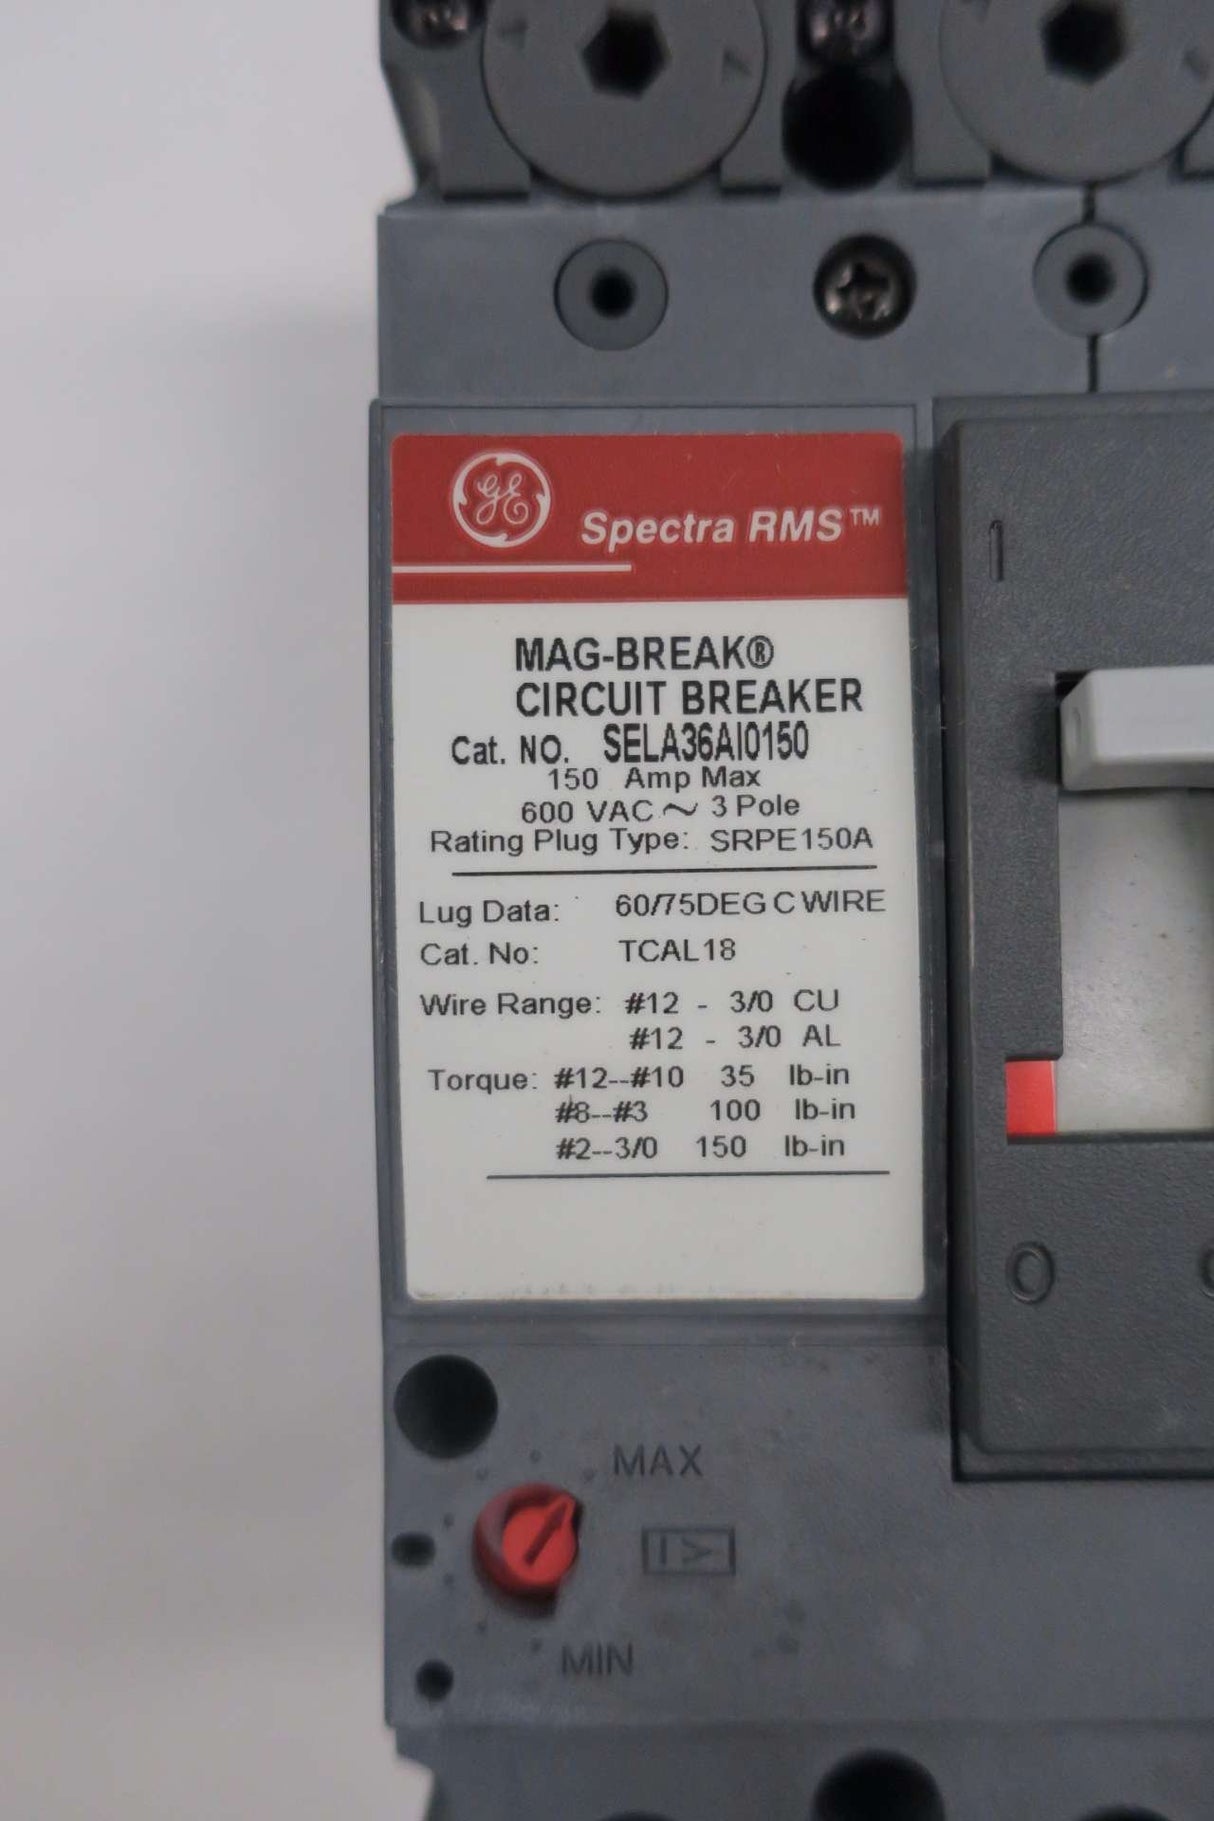 GE Spectra RMS™
MAG-BREAK®
CIRCUIT BREAKER
Cat. NO. SELA36AI0150
150 Amp Max
600 VAC ~ 3 Pole
Rating Plug Type: SRPE150A
Lug Data: 60/75DEG C WIRE
Cat. No: TCAL18
Wire Range: #12 - 3/0 CU
#12 - 3/0 AL
Torque: #12--#10 35 lb-in
#8--#3 100 lb-in
#2--3/0 150 lb-in
I
O
MAX
I>
MIN